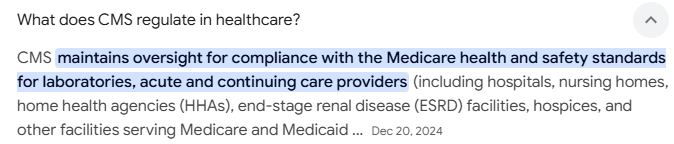 What does CMS regulate in healthcare?
CMS maintains oversight for compliance with the Medicare health and safety standards
for laboratories, acute and continuing care providers (including hospitals, nursing homes,
home health agencies (HHAs), end-stage renal disease (ESRD) facilities, hospices, and
other facilities serving Medicare and Medicaid ... Dec 20, 2024